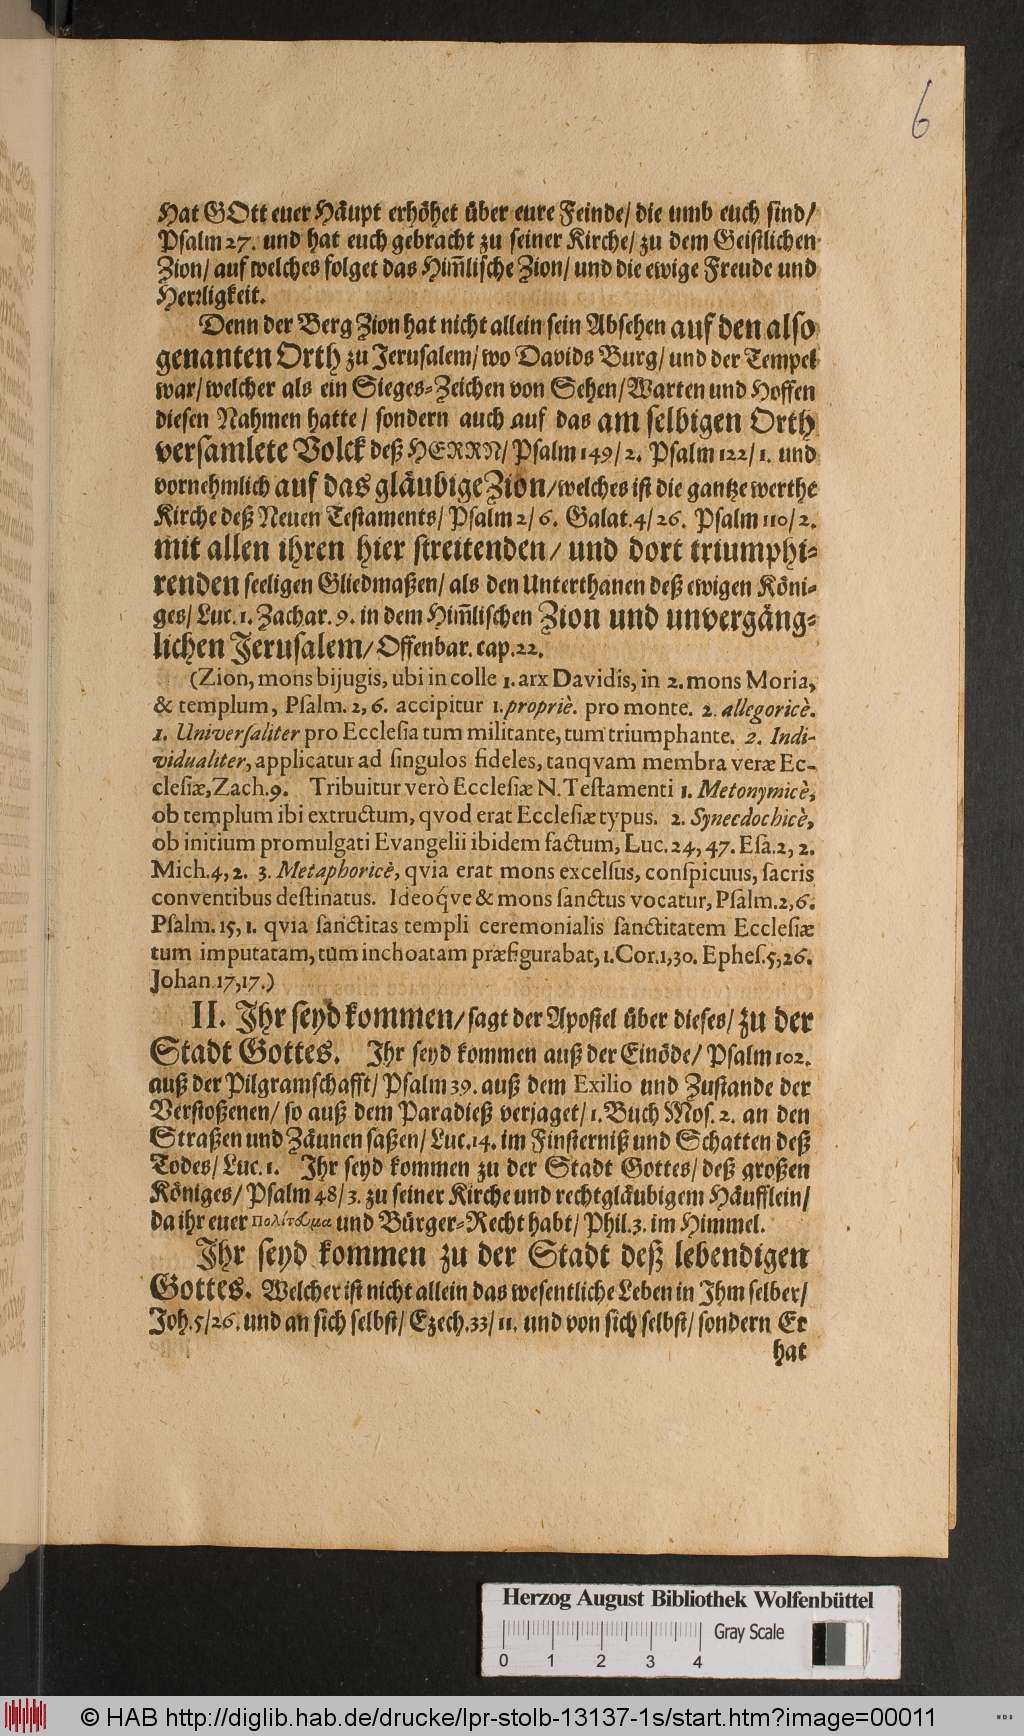 6
Hat GOtt euer Häupt erhöhet über eure Feinde/ die umb euch sind/
Psalm 27. und hat euch gebracht zu seiner Kirche/ zu dem Geistlichen
Zion/ auf welches folget das Him̃lische Zion/ und die ewige Freude und
Herrligkeit.
Denn der Berg Zion hat nicht allein sein Absehen auf den also
genanten Orth zu Jerusalem/ wo Davids Burg/ und der Tempel
war/ welcher als ein Sieges-Zeichen von Sehen/ Warten und Hoffen
diesen Nahmen hatte/ sondern auch auf das am selbigen Orth
versamlete Volck deß HERRN/ Psalm 149/2. Psalm 122/1. und
vornehmlich auf das gläubige Zion/ welches ist die gantze werthe
Kirche deß Neuen Testaments/ Psalm 2/6. Galat. 4/26. Psalm 110/2.
mit allen ihren hier streitenden/ und dort triumphi-
renden seeligen Gliedmaßen/ als den Unterthanen deß ewigen Köni-
ges/ Luc. 1. Zachar. 9. in dem Him̃lischen Zion und unvergäng-
lichen Jerusalem/ Offenbar. cap. 22.
(Zion, mons bijugis, ubi in colle 1. arx Davidis, in 2. mons Moria,
& templum, Psalm. 2, 6. accipitur 1. propriè. pro monte. 2. allegoricè.
1. Universaliter pro Ecclesia tum militante, tum triumphante. 2. Indi-
vidualiter, applicatur ad singulos fideles, tanqvam membra veræ Ec-
clesiæ, Zach. 9. Tribuitur verò Ecclesiæ N. Testamenti 1. Metonymicè,
ob templum ibi extructum, qvod erat Ecclesiæ typus. 2. Synecdochicè,
ob initium promulgati Evangelii ibidem factum, Luc. 24, 47. Esa. 2, 2.
Mich. 4, 2. 3. Metaphoricè, qvia erat mons excelsus, conspicuus, sacris
conventibus destinatus. Ideoq́ve & mons sanctus vocatur, Psalm. 2, 6.
Psalm. 15, 1. qvia sanctitas templi ceremonialis sanctitatem Ecclesiæ
tum imputatam, tum inchoatam præfigurabat, 1. Cor. 1, 30. Ephes. 5, 26.
Johan. 17, 17.)
II. Ihr seyd kommen/ sagt der Apostel über dieses/ zu der
Stadt Gottes. Ihr seyd kommen auß der Einöde/ Psalm 102.
auß der Pilgramschafft/ Psalm 39. auß dem Exilio und Zustande der
Verstoßenen/ so auß dem Paradieß verjaget/ 1. Buch Mos. 2. an den
Straßen und Zäunen saßen/ Luc. 14. im Finsterniß und Schatten deß
Todes/ Luc. 1. Ihr seyd kommen zu der Stadt Gottes/ deß großen
Königes/ Psalm 48/3. zu seiner Kirche und rechtgläubigem Häufflein/
da ihr euer πολίτευμα und Bürger-Recht habt/ Phil. 3. im Himmel.
Ihr seyd kommen zu der Stadt deß lebendigen
Gottes. Welcher ist nicht allein das wesentliche Leben in Ihm selber/
Joh. 5/26. und an sich selbst/ Ezech. 33/11. und von sich selbst/ sondern Er
hat
Herzog August Bibliothek Wolfenbüttel
Gray Scale
0 1 2 3 4
© HAB http://diglib.hab.de/drucke/lpr-stolb-13137-1s/start.htm?image=00011